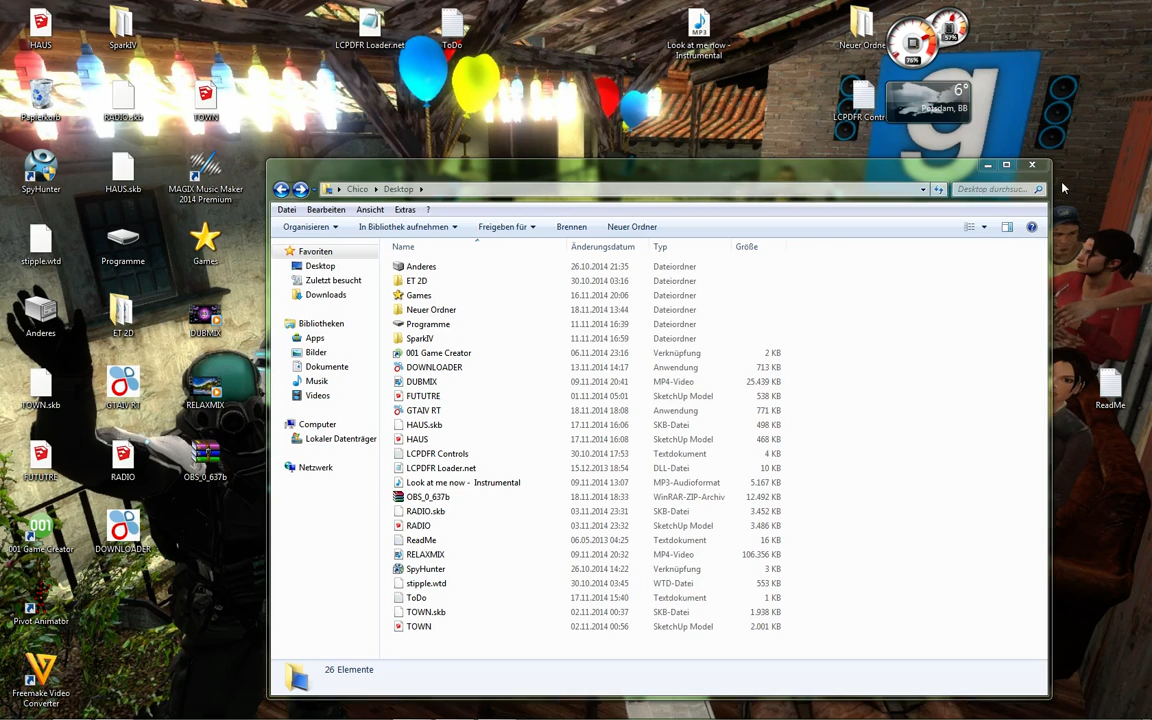 HAUS
SparkIV
LCPDFR Loader.net
ToDo
MP3
Look at me now -
Instrumental
Neuer Ordner
76%
57%
Papierkorb
RADIO.skb
TOWN
LCPDFR Contr
6°
Potsdam, BB
g
SpyHunter
HAUS.skb
MAGIX Music Maker
2014 Premium
stipple.wtd
Programme
Games
Anderes
ET 2D
DUBMIX
TOWN.skb
GTAIV RT
RELAXMIX
ReadMe
FUTUTRE
RADIO
OBS_0_637b
001
001 Game Creator
DOWNLOADER
Pivot Animator
Freemake Video
Converter
Chico
Desktop
Desktop durchsuc...
Datei Bearbeiten Ansicht Extras ?
Organisieren In Bibliothek aufnehmen Freigeben für Brennen Neuer Ordner
Favoriten
Desktop
Zuletzt besucht
Downloads
Bibliotheken
Apps
Bilder
Dokumente
Musik
Videos
Computer
Lokaler Datenträger
Netzwerk
Name Änderungsdatum Typ Größe
Anderes 26.10.2014 21:35 Dateiordner
ET 2D 30.10.2014 03:16 Dateiordner
Games 16.11.2014 20:06 Dateiordner
Neuer Ordner 18.11.2014 13:44 Dateiordner
Programme 11.11.2014 16:39 Dateiordner
SparkIV 11.11.2014 16:59 Dateiordner
001 Game Creator 06.11.2014 23:16 Verknüpfung 2 KB
DOWNLOADER 13.11.2014 14:17 Anwendung 713 KB
DUBMIX 09.11.2014 20:41 MP4-Video 25.439 KB
FUTUTRE 01.11.2014 05:01 SketchUp Model 538 KB
GTAIV RT 18.11.2014 18:08 Anwendung 771 KB
HAUS.skb 17.11.2014 16:06 SKB-Datei 498 KB
HAUS 17.11.2014 16:08 SketchUp Model 468 KB
LCPDFR Controls 30.10.2014 17:53 Textdokument 4 KB
LCPDFR Loader.net 15.12.2013 18:54 DLL-Datei 10 KB
Look at me now - Instrumental 09.11.2014 13:07 MP3-Audioformat 5.167 KB
OBS_0_637b 18.11.2014 18:33 WinRAR-ZIP-Archiv 12.492 KB
RADIO.skb 03.11.2014 23:31 SKB-Datei 3.452 KB
RADIO 03.11.2014 23:32 SketchUp Model 3.486 KB
ReadMe 06.05.2013 04:25 Textdokument 16 KB
RELAXMIX 09.11.2014 20:32 MP4-Video 106.356 KB
SpyHunter 26.10.2014 14:22 Verknüpfung 3 KB
stipple.wtd 30.10.2014 03:45 WTD-Datei 553 KB
ToDo 17.11.2014 15:40 Textdokument 1 KB
TOWN.skb 02.11.2014 00:37 SKB-Datei 1.938 KB
TOWN 02.11.2014 00:56 SketchUp Model 2.001 KB
26 Elemente